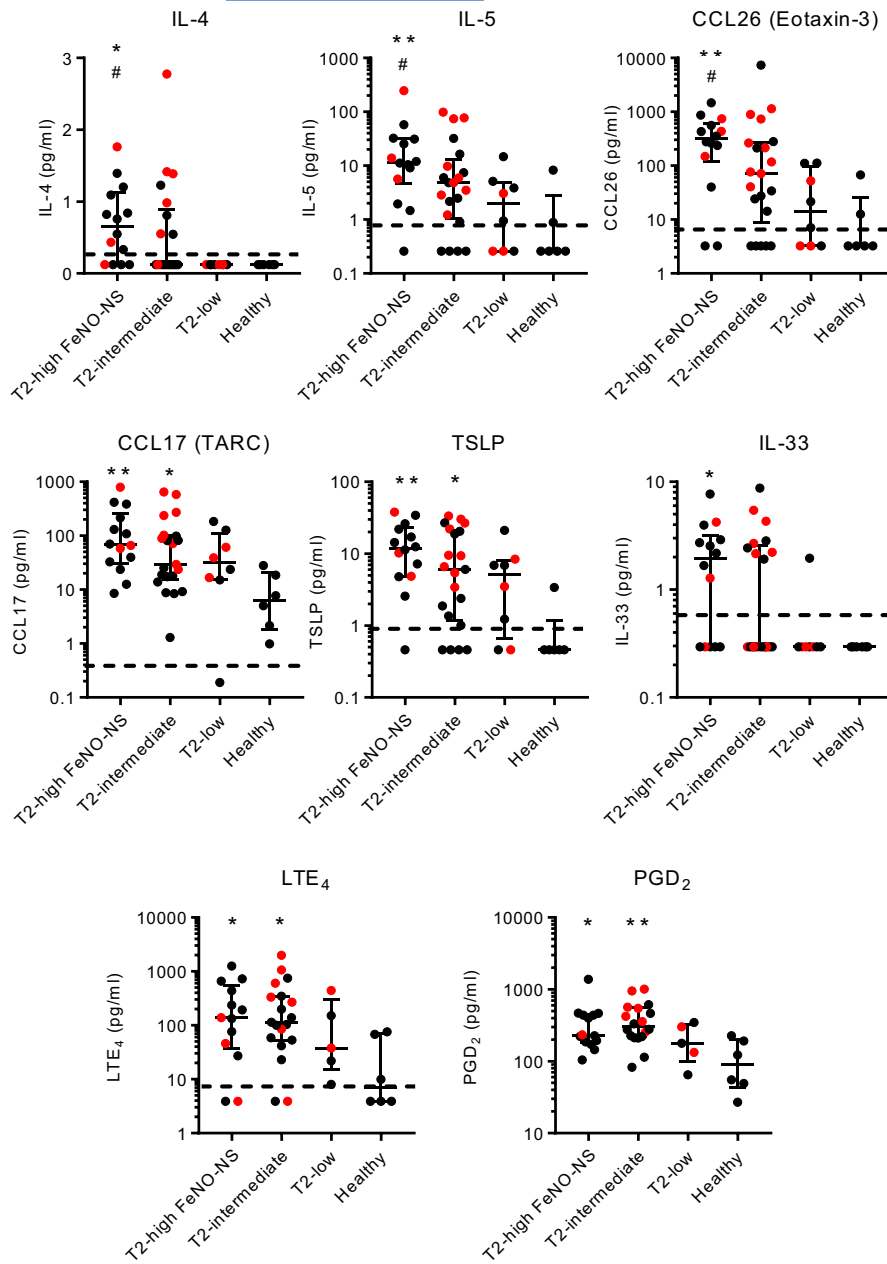 IL-4
IL-5
CCL26 (Eotaxin-3)
* 
#
* *
#
* *
#
IL-4 (pg/ml)
3
2
1
0
IL-5 (pg/ml)
1000
100
10
1
0.1
CCL26 (pg/ml)
10000
1000
100
10
1
T2-high FeNO-NS
T2-intermediate
T2-low
Healthy
T2-high FeNO-NS
T2-intermediate
T2-low
Healthy
T2-high FeNO-NS
T2-intermediate
T2-low
Healthy
CCL17 (TARC)
TSLP
IL-33
* *
*
* *
*
*
CCL17 (pg/ml)
1000
100
10
1
0.1
TSLP (pg/ml)
100
10
1
0.1
IL-33 (pg/ml)
10
1
0.1
T2-high FeNO-NS
T2-intermediate
T2-low
Healthy
T2-high FeNO-NS
T2-intermediate
T2-low
Healthy
T2-high FeNO-NS
T2-intermediate
T2-low
Healthy
LTE4
PGD2
*
*
*
* *
LTE4 (pg/ml)
10000
1000
100
10
1
PGD2 (pg/ml)
10000
1000
100
10
T2-high FeNO-NS
T2-intermediate
T2-low
Healthy
T2-high FeNO-NS
T2-intermediate
T2-low
Healthy